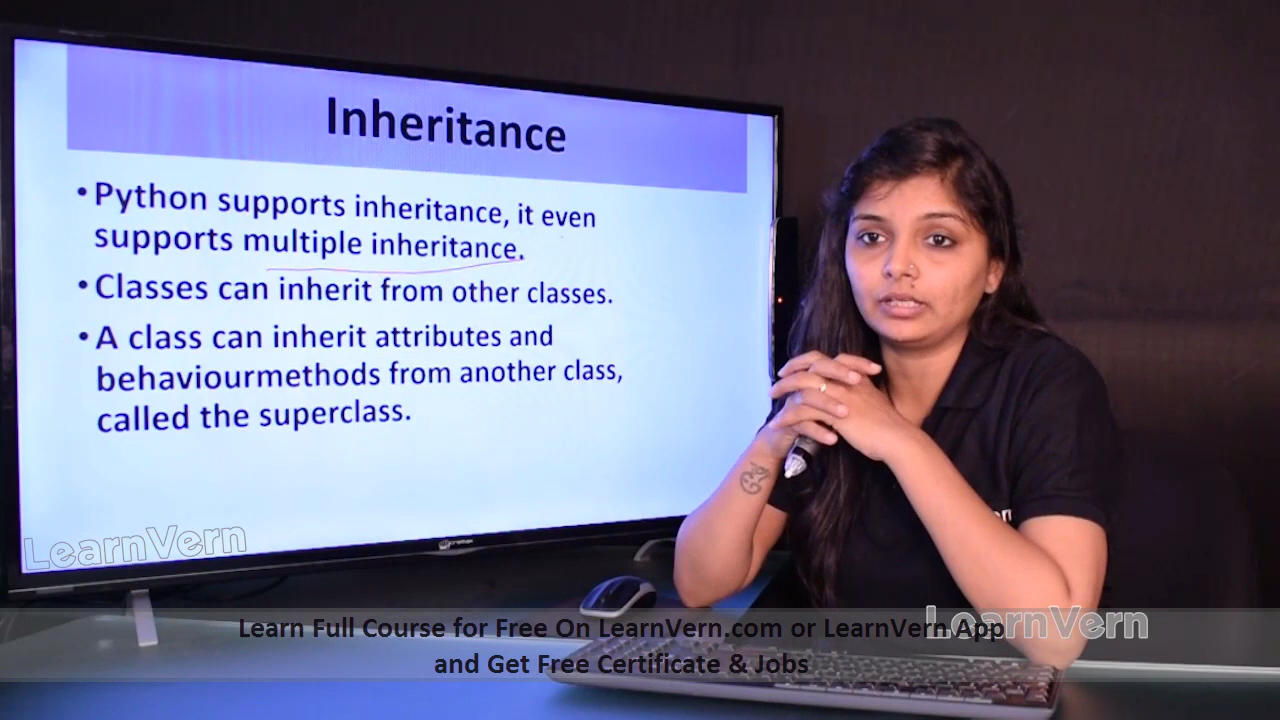 Inheritance
•Python supports inheritance, it even
supports multiple inheritance.
•Classes can inherit from other classes.
•A class can inherit attributes and
behaviourmethods from another class,
called the superclass.
LearnVern
LearnVern
Learn Full Course for Free On LearnVern.com or LearnVern App
and Get Free Certificate & Jobs